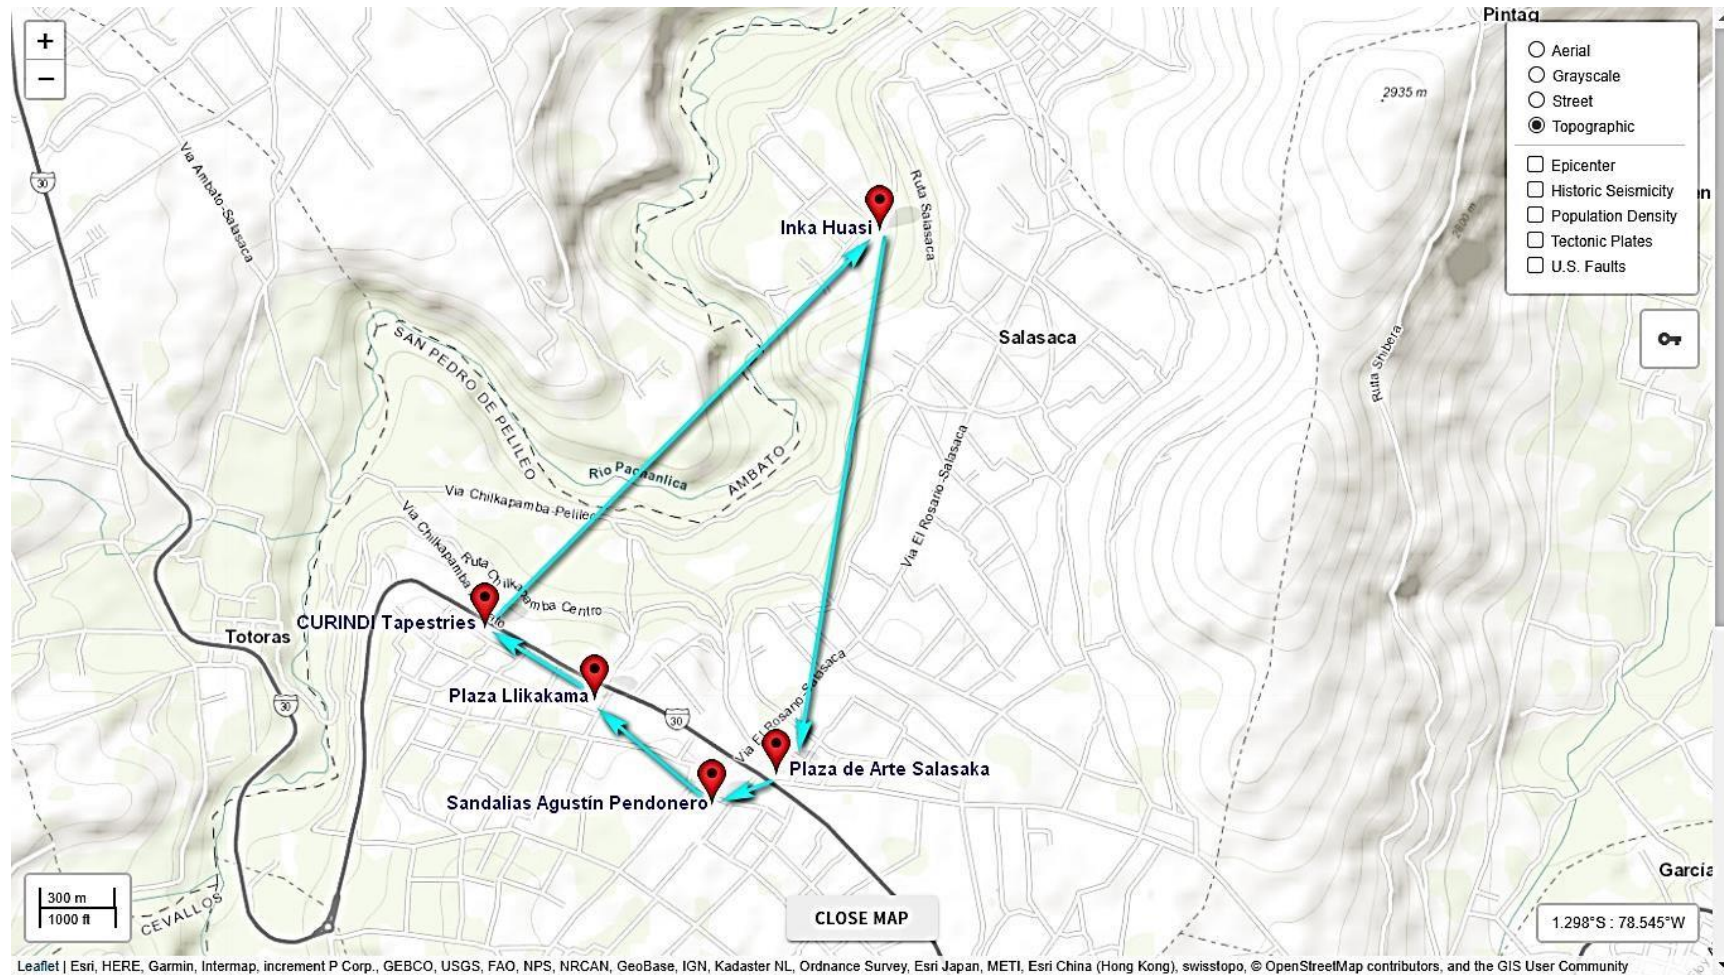 +
−
Pintag
Aerial
Grayscale
Street
Topographic
Epicenter
Historic Seismicity
Population Density
Tectonic Plates
U.S. Faults
2935 m
2800 m
30
Via Ambato-Salasaca
Ruta Salasaca
Inka Huasi
Salasaca
Ruta Shibera
SAN PEDRO DE PELILEO
Rio Pachanlica
AMBATO
Via Chilkapamba-Pelileo
Via El Rosario-Salasaca
Via Chilkapamba
Ruta Chilkapamba Centro
CURINDI Tapestries
Totoras
Plaza Llikakama
30
30
Via El Rosario-Salasaca
Plaza de Arte Salasaka
Sandalias Agustín Pendonero
García
300 m
1000 ft
CEVALLOS
CLOSE MAP
1.298°S : 78.545°W
Leaflet | Esri, HERE, Garmin, Intermap, increment P Corp., GEBCO, USGS, FAO, NPS, NRCAN, GeoBase, IGN, Kadaster NL, Ordnance Survey, Esri Japan, METI, Esri China (Hong Kong), swisstopo, © OpenStreetMap contributors, and the GIS User Community